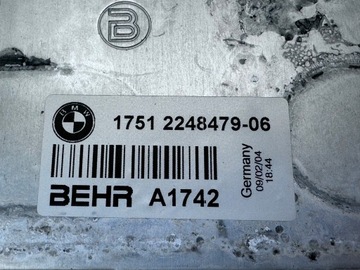 B
BMW
1751 2248479-06
BEHR A1742
Germany
09/02/04
18:44